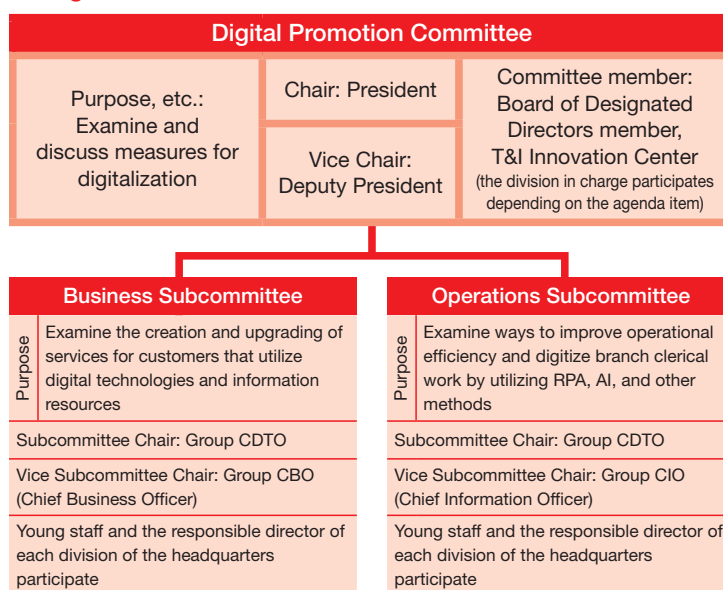 Digital Promotion Committee
Purpose, etc.:
Examine and
discuss measures for
digitalization
Chair: President
Vice Chair:
Deputy President
Committee member:
Board of Designated
Directors member,
T&I Innovation Center
(the division in charge participates
depending on the agenda item)
Business Subcommittee
Purpose
Examine the creation and upgrading of
services for customers that utilize
digital technologies and information
resources
Subcommittee Chair: Group CDTO
Vice Subcommittee Chair: Group CBO
(Chief Business Officer)
Young staff and the responsible director of
each division of the headquarters
participate
Operations Subcommittee
Purpose
Examine ways to improve operational
efficiency and digitize branch clerical
work by utilizing RPA, AI, and other
methods
Subcommittee Chair: Group CDTO
Vice Subcommittee Chair: Group CIO
(Chief Information Officer)
Young staff and the responsible director of
each division of the headquarters
participate